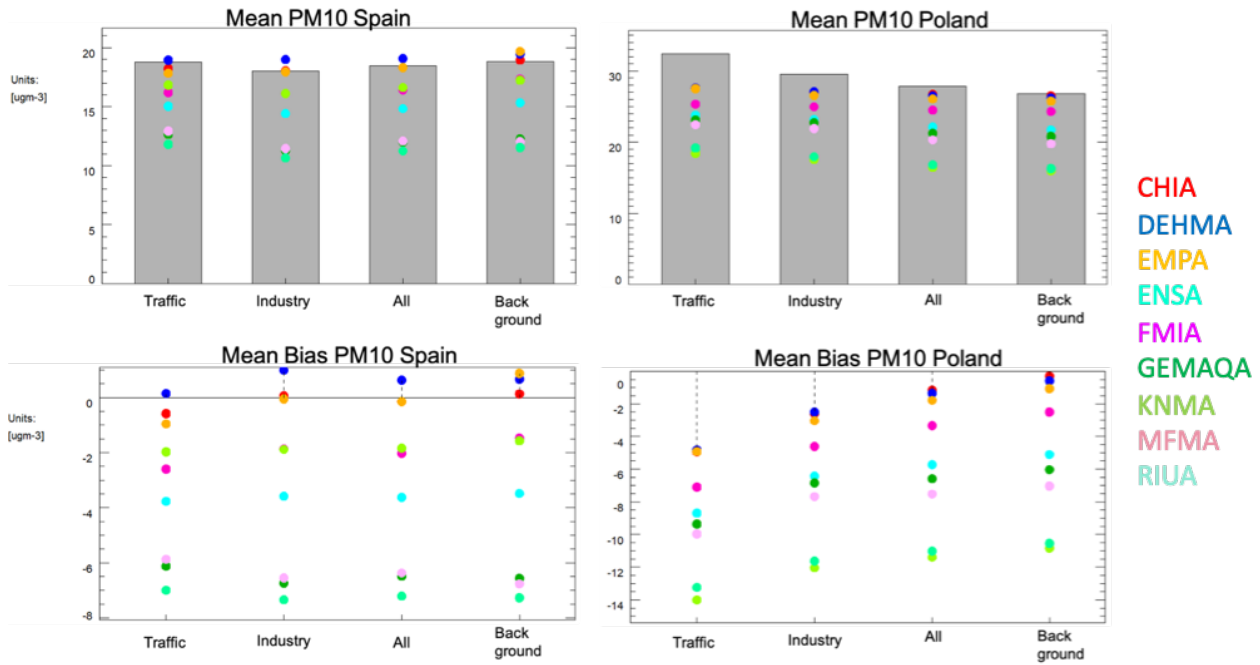 Mean PM10 Spain
Units:
[ugm-3]
20
15
10
5
0
Traffic
Industry
All
Back
ground
Mean PM10 Poland
30
20
10
0
Traffic
Industry
All
Back
ground
Mean Bias PM10 Spain
Units:
[ugm-3]
0
-2
-4
-6
-8
Traffic
Industry
All
Back
ground
Mean Bias PM10 Poland
0
-2
-4
-6
-8
-10
-12
-14
Traffic
Industry
All
Back
ground
CHIA
DEHMA
EMPA
ENSA
FMIA
GEMAQA
KNMA
MFMA
RIUA